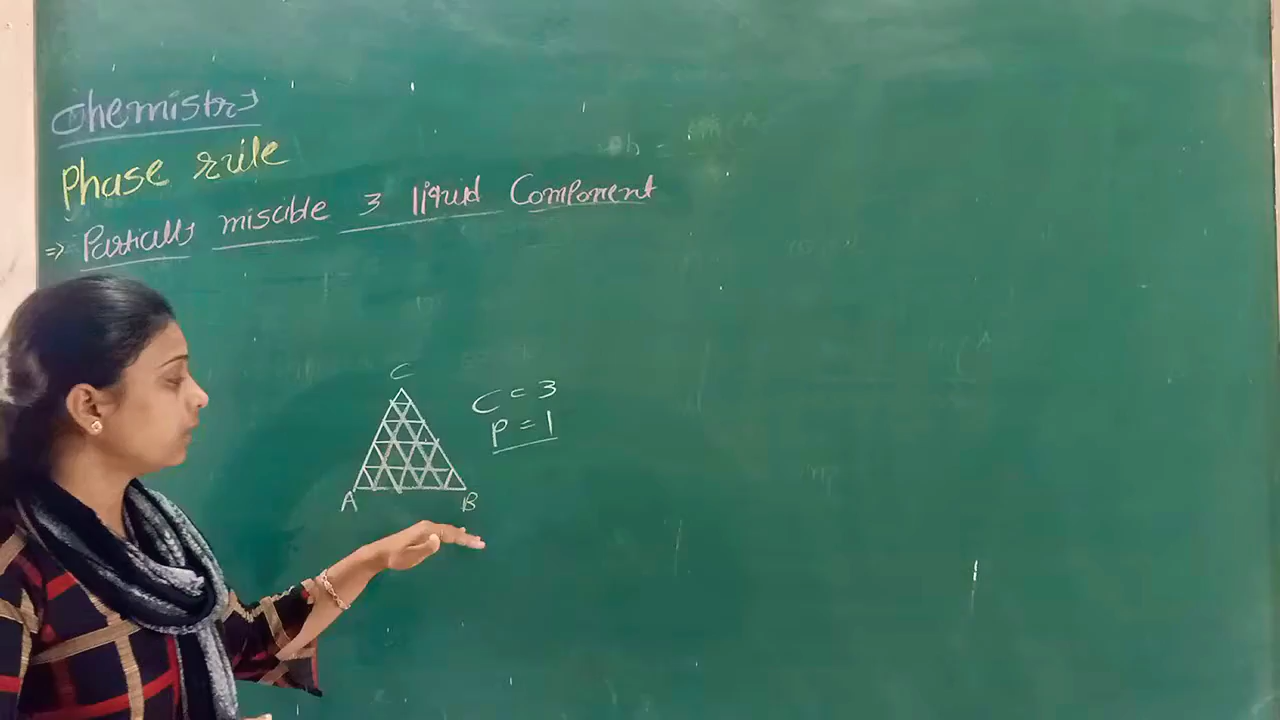 Chemistry
Phase rule
⇒ Partially miscible 3 liquid Component
C
C = 3
P = 1
A B